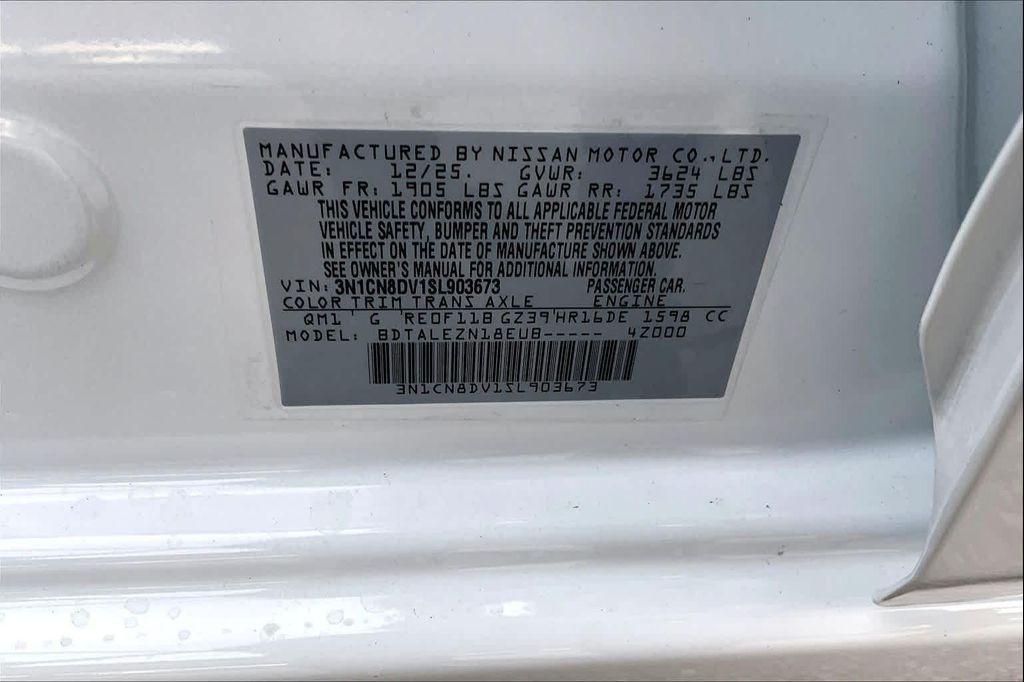 MANUFACTURED BY NISSAN MOTOR CO., LTD.
DATE: 12/25. GVWR: 3624 LBS
GAWR FR: 1905 LBS GAWR RR: 1735 LBS
THIS VEHICLE CONFORMS TO ALL APPLICABLE FEDERAL MOTOR
VEHICLE SAFETY, BUMPER AND THEFT PREVENTION STANDARDS
IN EFFECT ON THE DATE OF MANUFACTURE SHOWN ABOVE.
SEE OWNER'S MANUAL FOR ADDITIONAL INFORMATION.
VIN: 3N1CN8DV1SL903673 PASSENGER CAR.
COLOR TRIM TRANS AXLE ENGINE
QM1 G RE0F11B GZ39 HR16DE 1598 CC
MODEL: BDTALEZN18EUB----- 4Z000
3N1CN8DV1SL903673